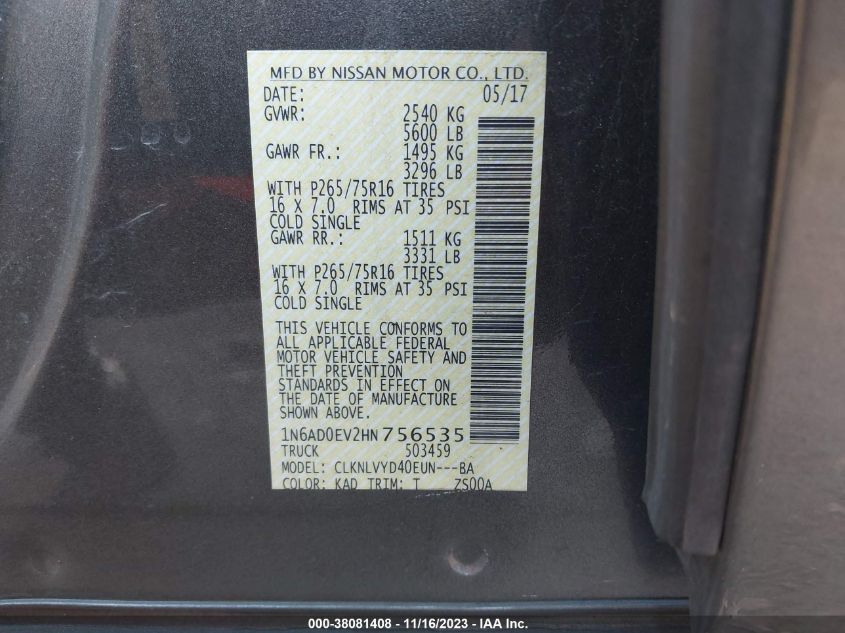 MFD BY NISSAN MOTOR CO., LTD.
DATE: 05/17
GVWR: 2540 KG
5600 LB
GAWR FR.: 1495 KG
3296 LB
WITH P265/75R16 TIRES
16 X 7.0 RIMS AT 35 PSI
COLD SINGLE
GAWR RR.: 1511 KG
3331 LB
WITH P265/75R16 TIRES
16 X 7.0 RIMS AT 35 PSI
COLD SINGLE
THIS VEHICLE CONFORMS TO
ALL APPLICABLE FEDERAL
MOTOR VEHICLE SAFETY AND
THEFT PREVENTION
STANDARDS IN EFFECT ON
THE DATE OF MANUFACTURE
SHOWN ABOVE.
1N6AD0EV2HN756535
TRUCK 503459
MODEL: CLKNLVYD40EUN---BA
COLOR: KAD TRIM: T ZS00A
000-38081408 - 11/16/2023 - IAA Inc.